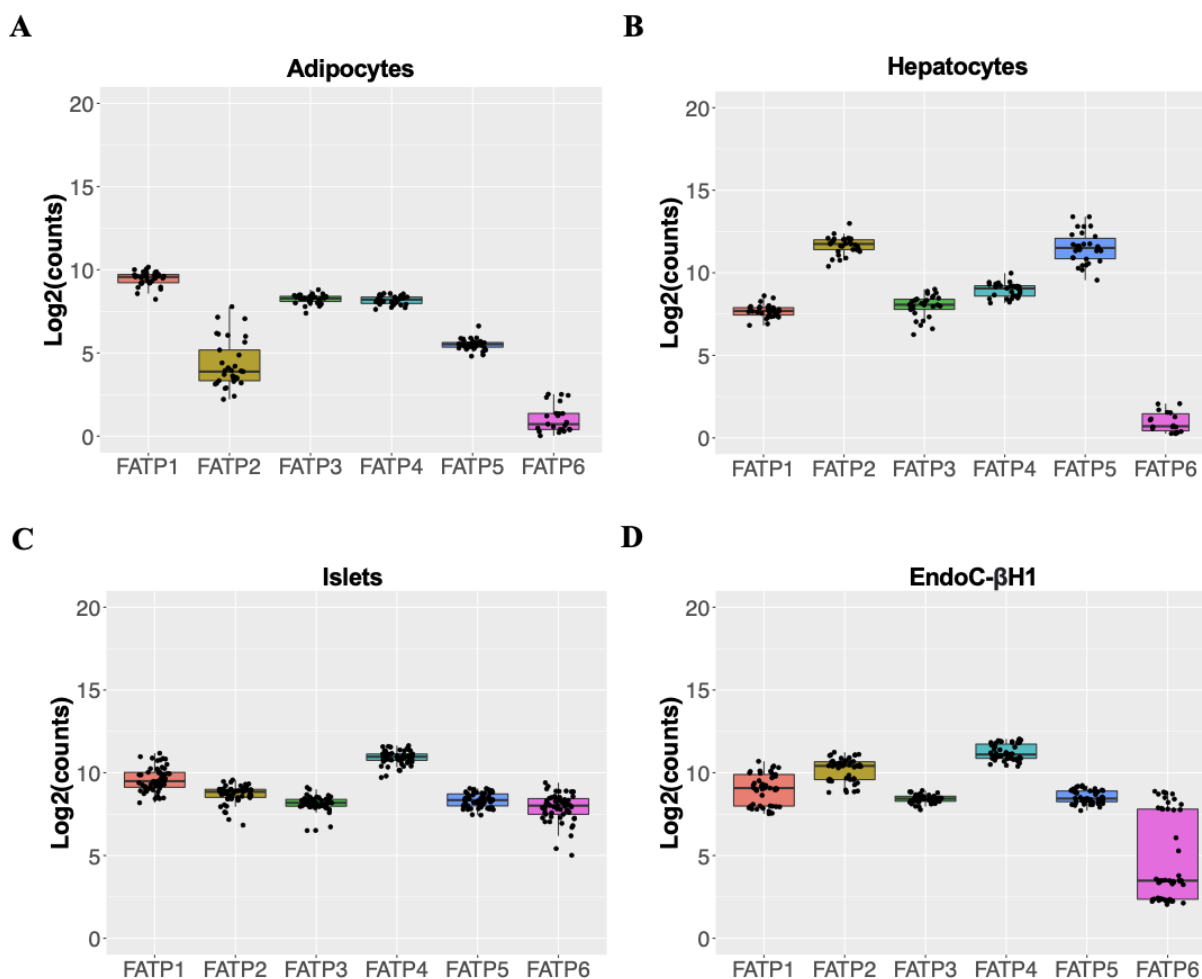 A
Adipocytes
Log2(counts)
20
15
10
5
0
FATP1 FATP2 FATP3 FATP4 FATP5 FATP6
B
Hepatocytes
Log2(counts)
20
15
10
5
0
FATP1 FATP2 FATP3 FATP4 FATP5 FATP6
C
Islets
Log2(counts)
20
15
10
5
0
FATP1 FATP2 FATP3 FATP4 FATP5 FATP6
D
EndoC-βH1
Log2(counts)
20
15
10
5
0
FATP1 FATP2 FATP3 FATP4 FATP5 FATP6